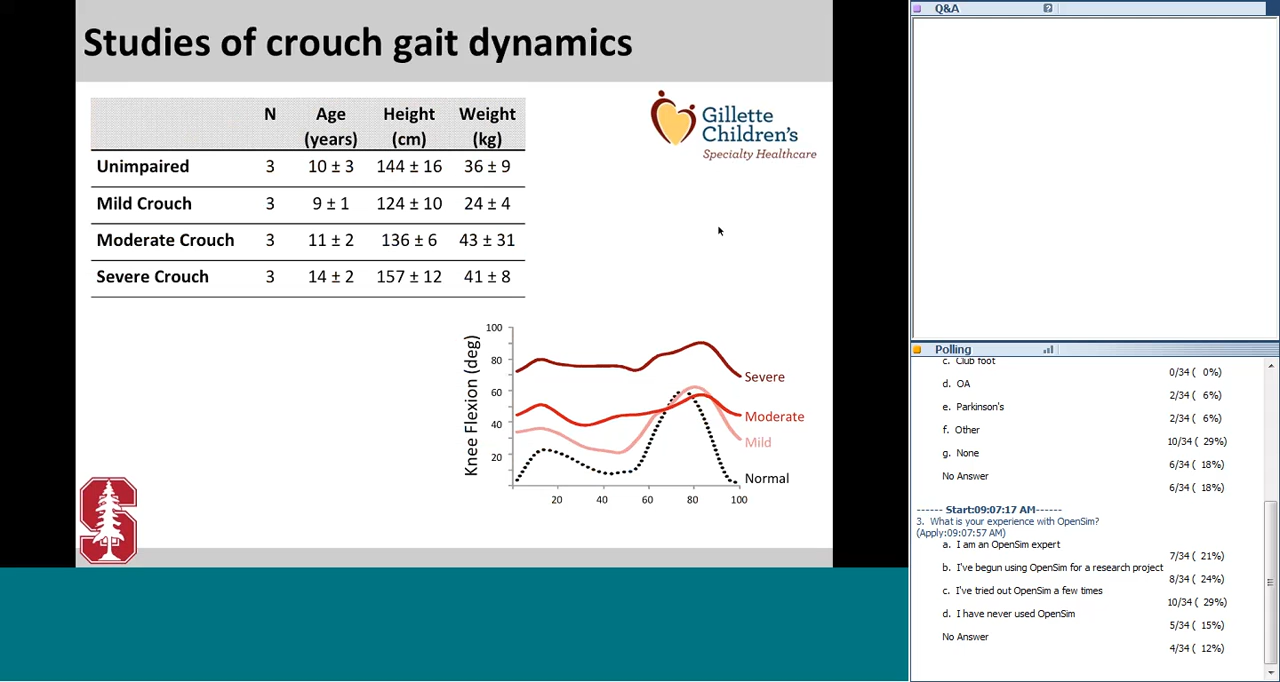 Studies of crouch gait dynamics
N Age (years) Height (cm) Weight (kg)
Unimpaired 3 10 ± 3 144 ± 16 36 ± 9
Mild Crouch 3 9 ± 1 124 ± 10 24 ± 4
Moderate Crouch 3 11 ± 2 136 ± 6 43 ± 31
Severe Crouch 3 14 ± 2 157 ± 12 41 ± 8
Gillette
Children's
Specialty Healthcare
Knee Flexion (deg)
100
80
60
40
20
20 40 60 80 100
Severe
Moderate
Mild
Normal
Q&A
?
Polling
c. Club foot
0/34 ( 0%)
d. OA
2/34 ( 6%)
e. Parkinson's
2/34 ( 6%)
f. Other
10/34 ( 29%)
g. None
6/34 ( 18%)
No Answer
6/34 ( 18%)
------ Start:09:07:17 AM------
3. What is your experience with OpenSim?
(Apply:09:07:57 AM)
a. I am an OpenSim expert
7/34 ( 21%)
b. I've begun using OpenSim for a research project
8/34 ( 24%)
c. I've tried out OpenSim a few times
10/34 ( 29%)
d. I have never used OpenSim
5/34 ( 15%)
No Answer
4/34 ( 12%)